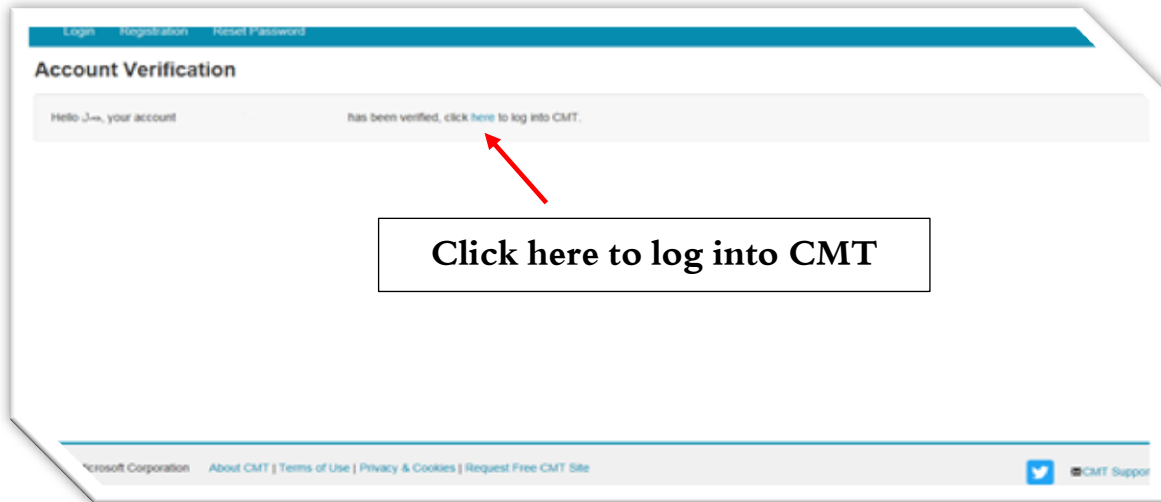 Login Registration Reset Password
Account Verification
Hello, your account has been verified, click here to log into CMT.
Click here to log into CMT
Microsoft Corporation About CMT | Terms of Use | Privacy & Cookies | Request Free CMT Site
CMT Suppor